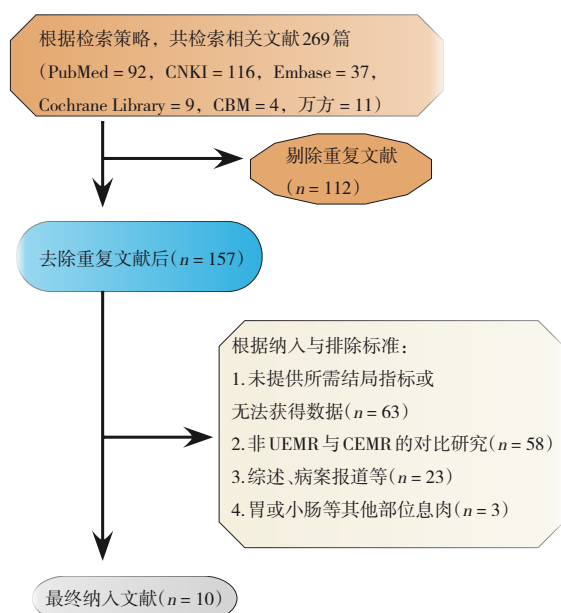 根据检索策略，共检索相关文献269篇
(PubMed = 92，CNKI = 116，Embase = 37，
Cochrane Library = 9，CBM = 4，万方 = 11)
剔除重复文献
(n = 112)
去除重复文献后(n = 157)
根据纳入与排除标准：
1.未提供所需结局指标或
无法获得数据(n = 63)
2.非UEMR与CEMR的对比研究(n = 58)
3.综述、病案报道等(n = 23)
4.胃或小肠等其他部位息肉(n = 3)
最终纳入文献(n = 10)